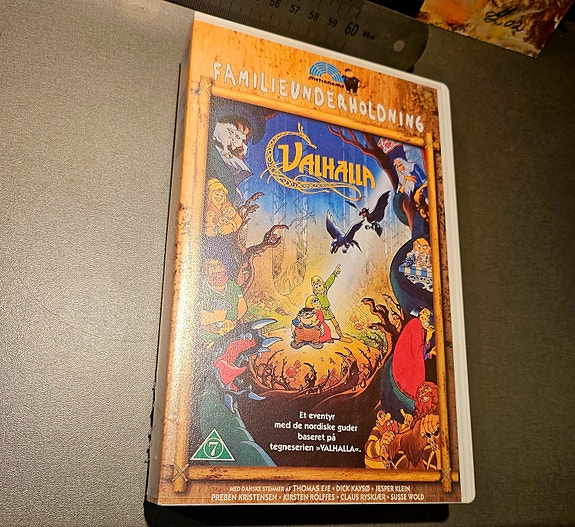 56 57 58 59 60
metronome
FAMILIEUNDERHOLDNING
VALHALLA
Et eventyr
med de nordiske guder
baseret på
tegneserien »VALHALLA«.
7
MED DANSKE STEMMER AF THOMAS EJE • DICK KAYSØ • JESPER KLEIN
PREBEN KRISTENSEN • KIRSTEN ROLFFES • CLAUS RYSKJÆR • SUSSE WOLD